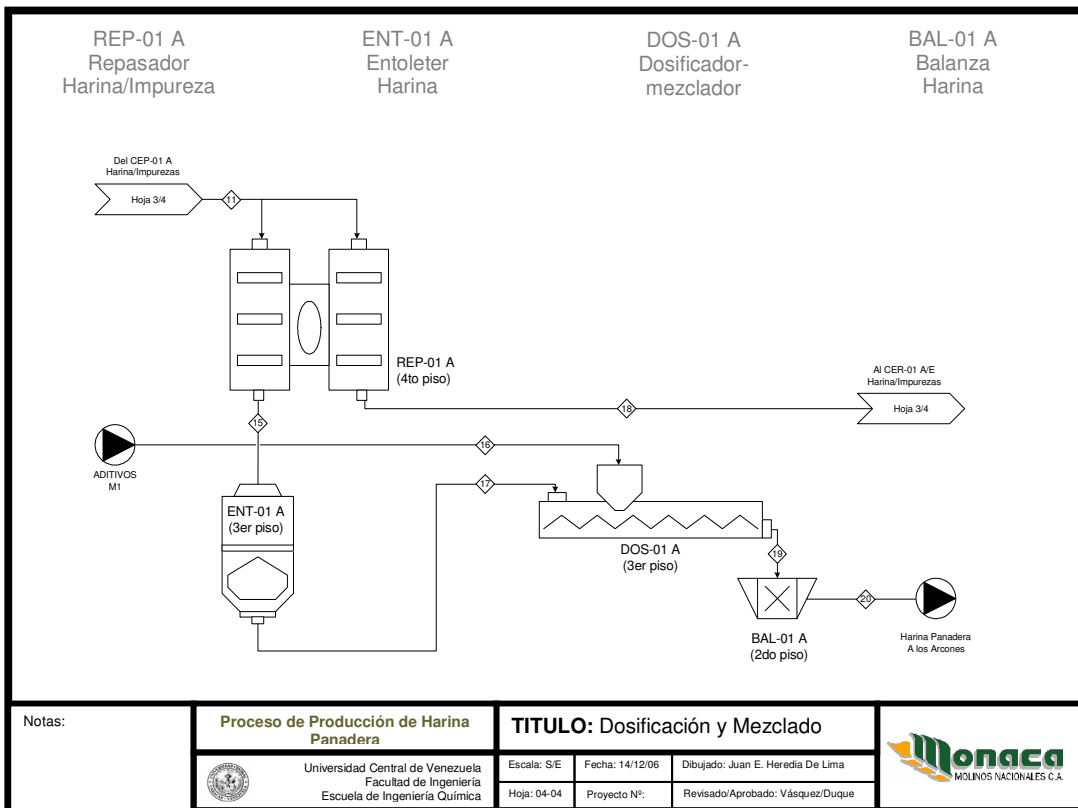 REP-01 A
Repasador
Harina/Impureza
ENT-01 A
Entoleter
Harina
DOS-01 A
Dosificador-
mezclador
BAL-01 A
Balanza
Harina
Del CEP-01 A
Harina/Impurezas
Hoja 3/4
11
REP-01 A
(4to piso)
Al CER-01 A/E
Harina/Impurezas
Hoja 3/4
18
15
16
ADITIVOS
M1
17
ENT-01 A
(3er piso)
DOS-01 A
(3er piso)
19
20
BAL-01 A
(2do piso)
Harina Panadera
A los Arcones
Notas:
Proceso de Producción de Harina
Panadera
TITULO: Dosificación y Mezclado
Universidad Central de Venezuela
Facultad de Ingeniería
Escuela de Ingeniería Química
Escala: S/E
Fecha: 14/12/06
Dibujado: Juan E. Heredia De Lima
Hoja: 04-04
Proyecto Nº:
Revisado/Aprobado: Vásquez/Duque
Monaca
MOLINOS NACIONALES C.A.